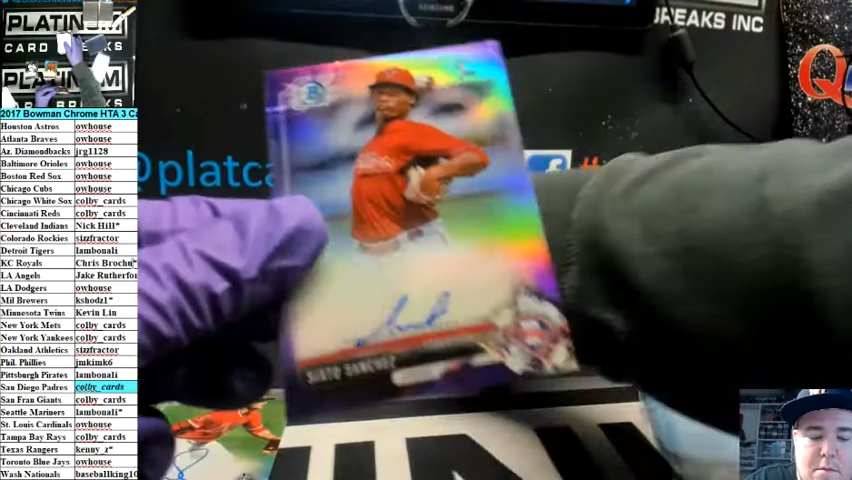 PLATINUM
CARD BREAKS
PLATINUM
SAMSUNG
BREAKS INC
@platca
f
SIXTO SANCHEZ
2017 Bowman Chrome HTA 3 Ca
Houston Astros owhouse
Atlanta Braves owhouse
Az. Diamondbacks jrg1128
Baltimore Orioles owhouse
Boston Red Sox owhouse
Chicago Cubs owhouse
Chicago White Sox colby_cards
Cincinnati Reds colby_cards
Cleveland Indians Nick Hill*
Colorado Rockies sizzfractor
Detroit Tigers lambonali
KC Royals Chris Brochu*
LA Angels Jake Rutherfor
LA Dodgers owhouse
Mil Brewers kshodz1*
Minnesota Twins Kevin Lin
New York Mets colby_cards
New York Yankees colby_cards
Oakland Athletics sizzfractor
Phil. Phillies jmkimk6
Pittsburgh Pirates lambonali
San Diego Padres colby_cards
San Fran Giants colby_cards
Seattle Mariners lambonali*
St. Louis Cardinals owhouse
Tampa Bay Rays colby_cards
Texas Rangers kenny_z*
Toronto Blue Jays owhouse
Wash Nationals baseballking10